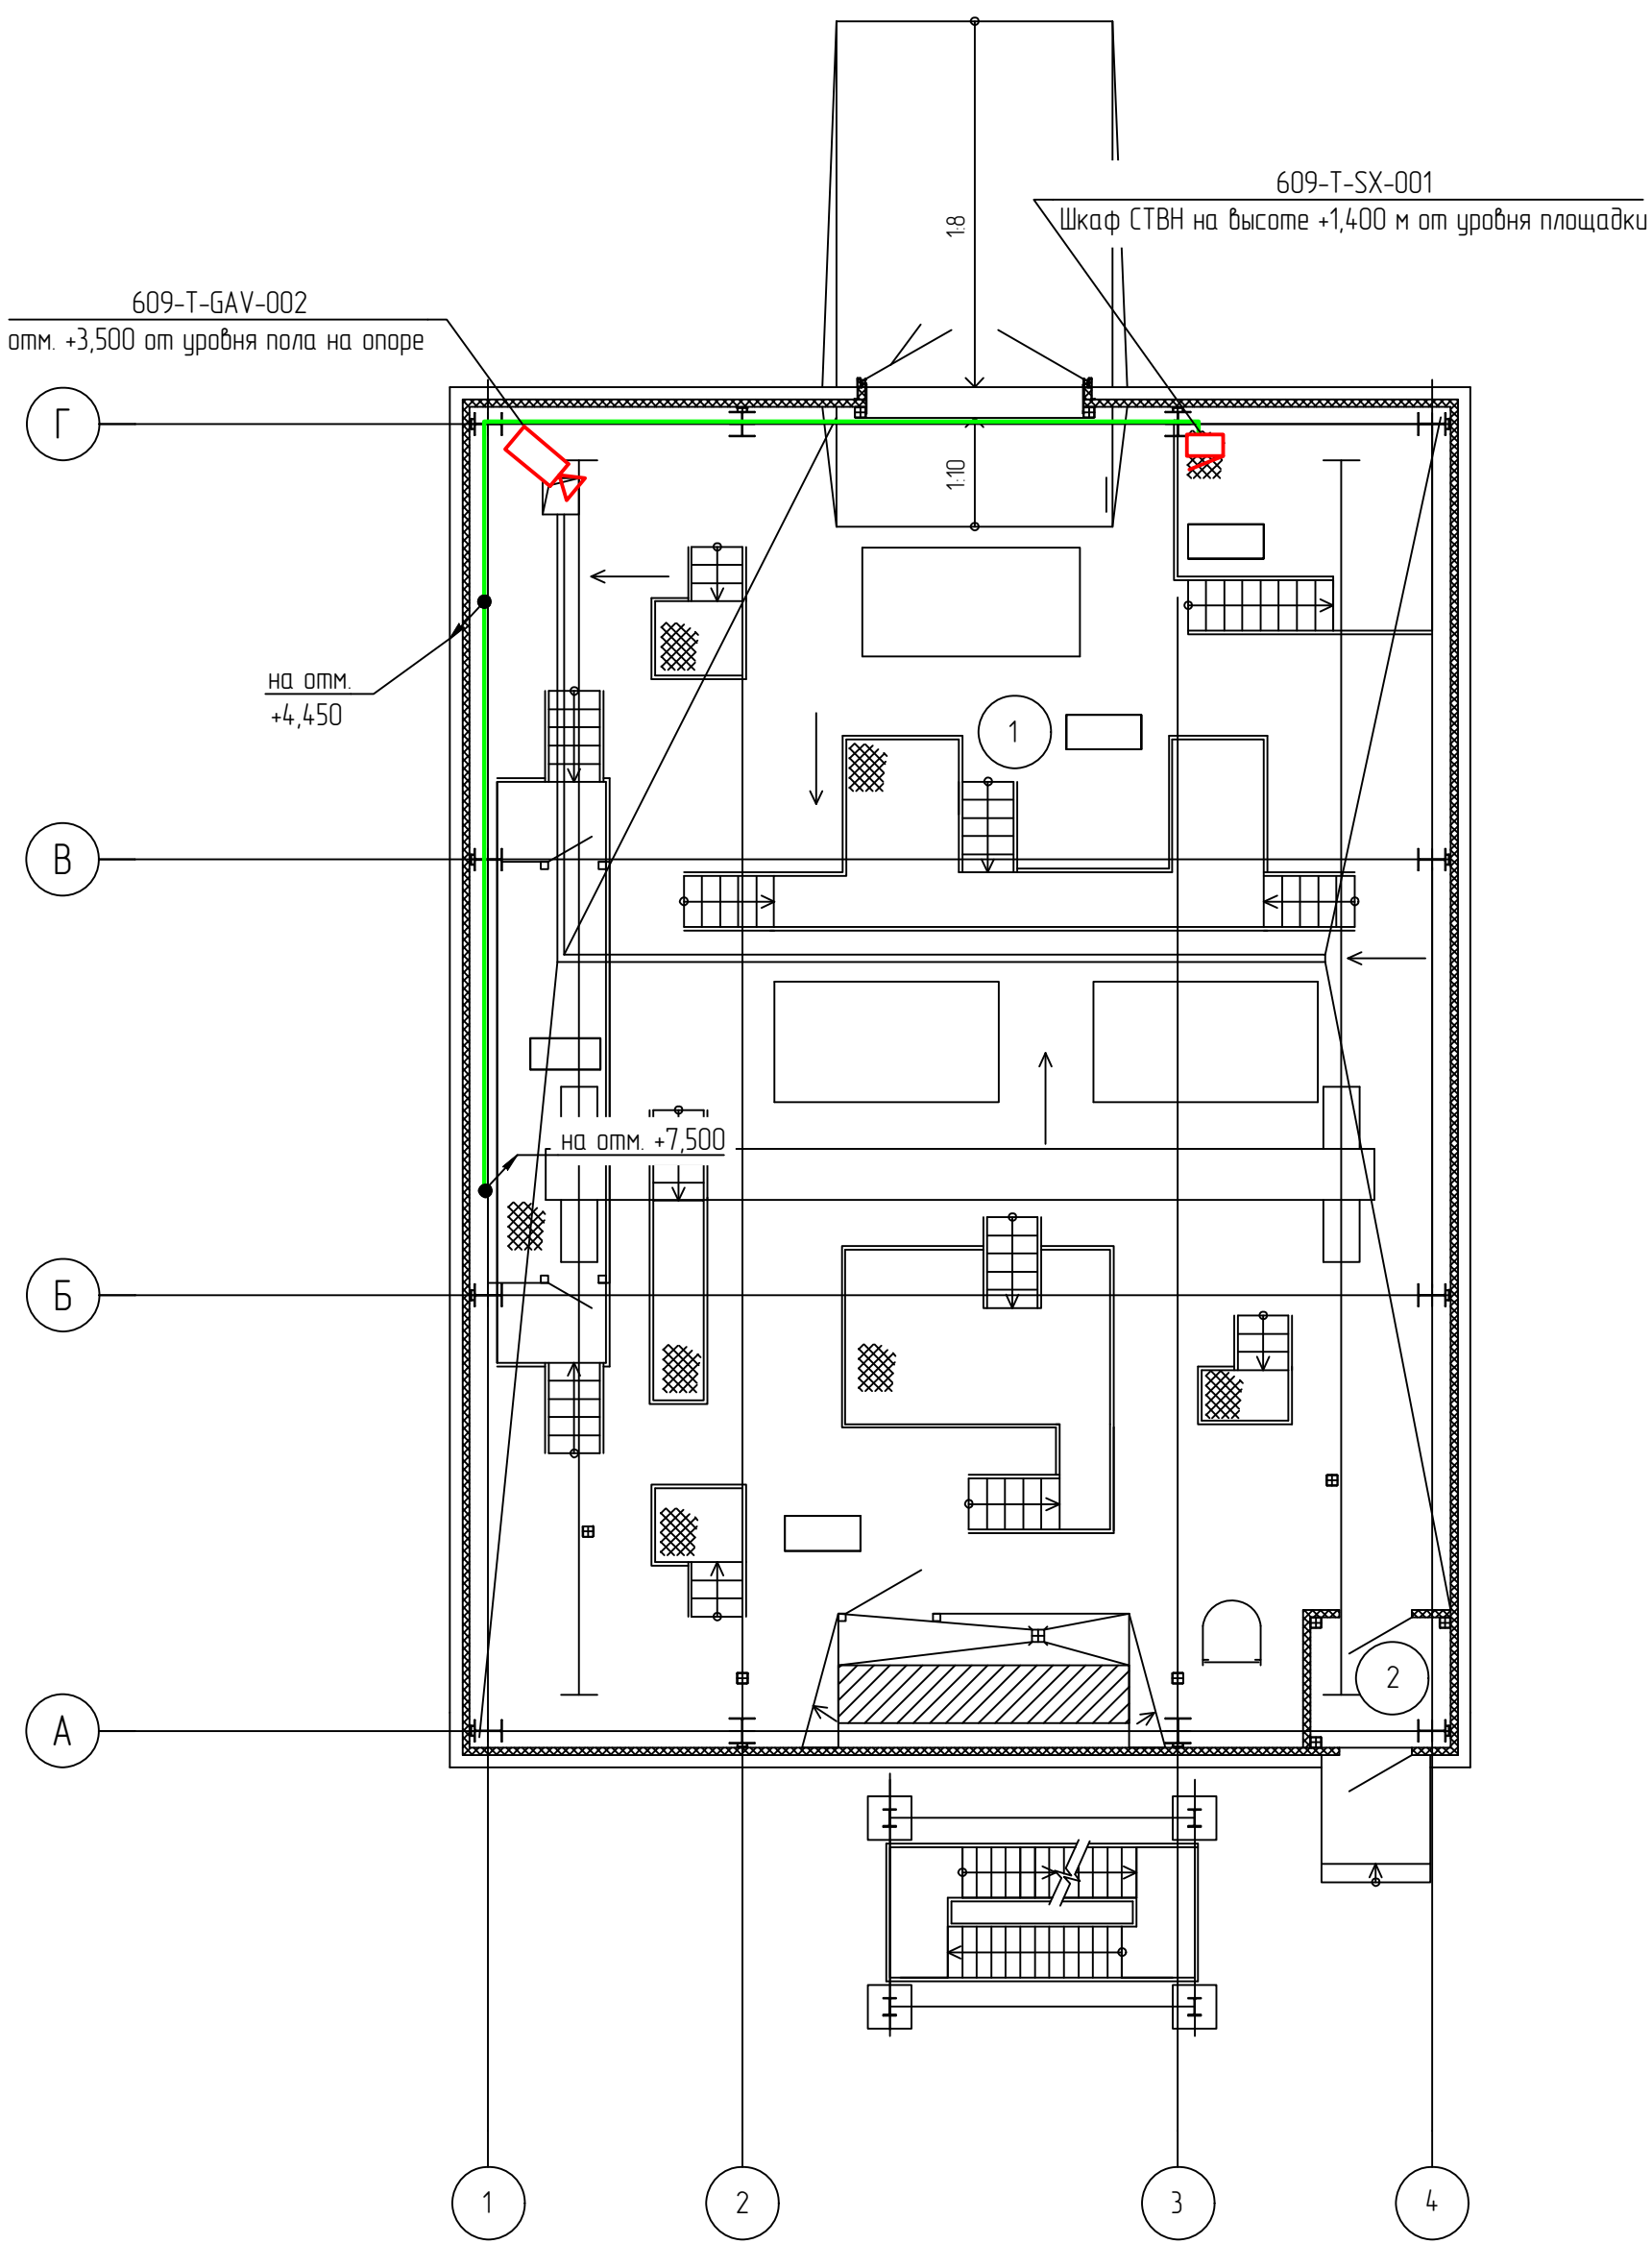 609-T-SX-001
Шкаф СТВН на высоте +1,400 м от уровня площадки
1:8
609-T-GAV-002
отм. +3,500 от уровня пола на опоре
Г
1:10
на отм.
+4,450
1
В
на отм. +7,500
Б
2
А
1
2
3
4